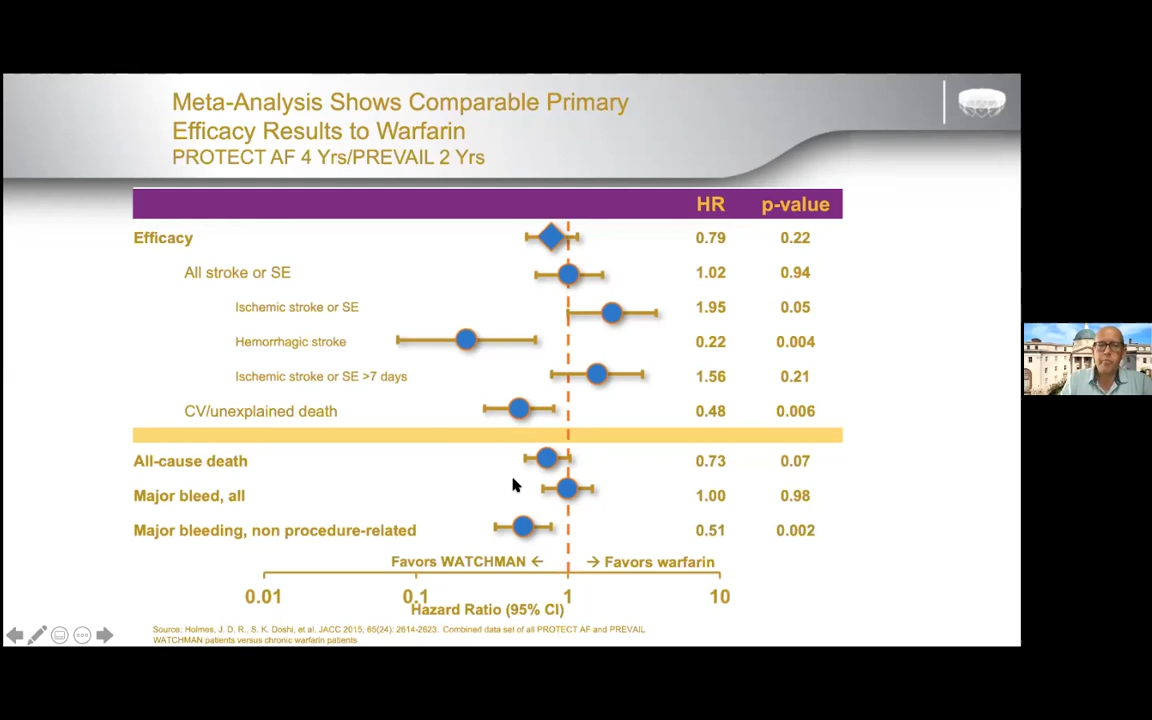 Meta-Analysis Shows Comparable Primary
Efficacy Results to Warfarin
PROTECT AF 4 Yrs/PREVAIL 2 Yrs
HR p-value
Efficacy 0.79 0.22
All stroke or SE 1.02 0.94
Ischemic stroke or SE 1.95 0.05
Hemorrhagic stroke 0.22 0.004
Ischemic stroke or SE >7 days 1.56 0.21
CV/unexplained death 0.48 0.006
All-cause death 0.73 0.07
Major bleed, all 1.00 0.98
Major bleeding, non procedure-related 0.51 0.002
Favors WATCHMAN ← → Favors warfarin
0.01 0.1 1 10
Hazard Ratio (95% CI)
Source: Holmes, J. D. R., S. K. Doshi, et al. JACC 2015; 65(24): 2614-2623. Combined data set of all PROTECT AF and PREVAIL
WATCHMAN patients versus chronic warfarin patients